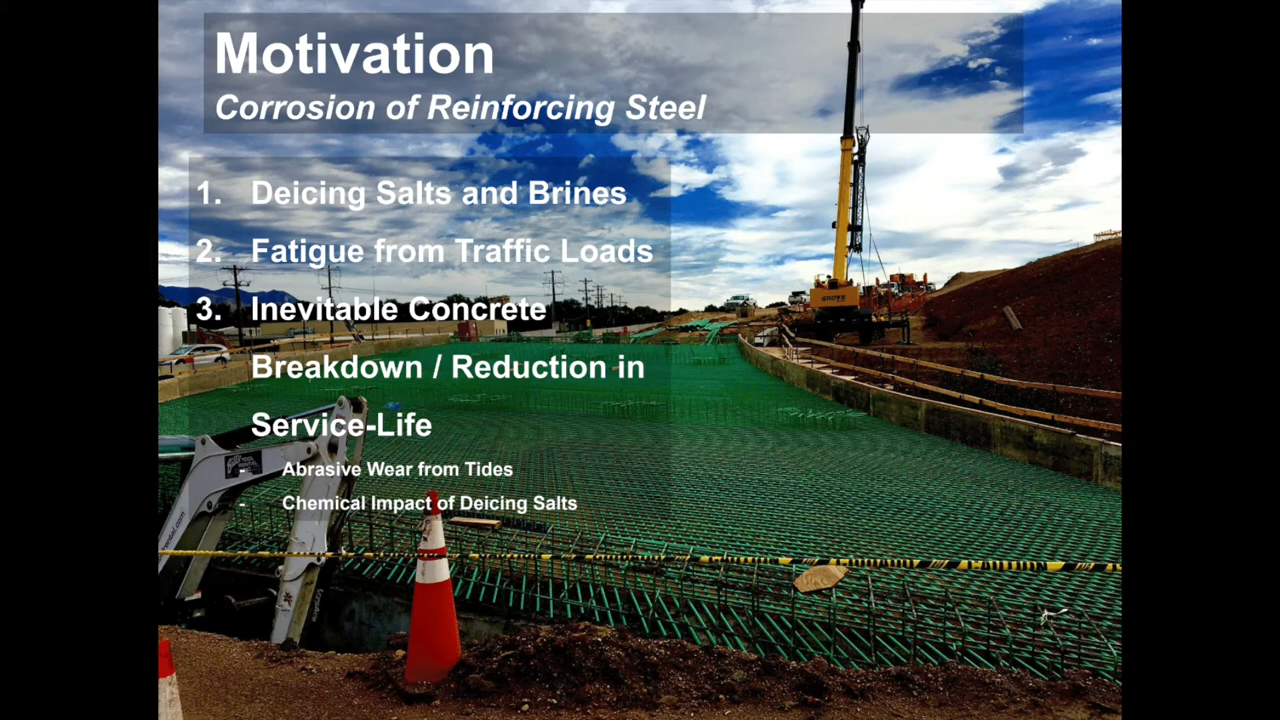 Motivation
Corrosion of Reinforcing Steel
1. Deicing Salts and Brines
2. Fatigue from Traffic Loads
3. Inevitable Concrete
Breakdown / Reduction in
Service-Life
- Abrasive Wear from Tides
- Chemical Impact of Deicing Salts
GROVE